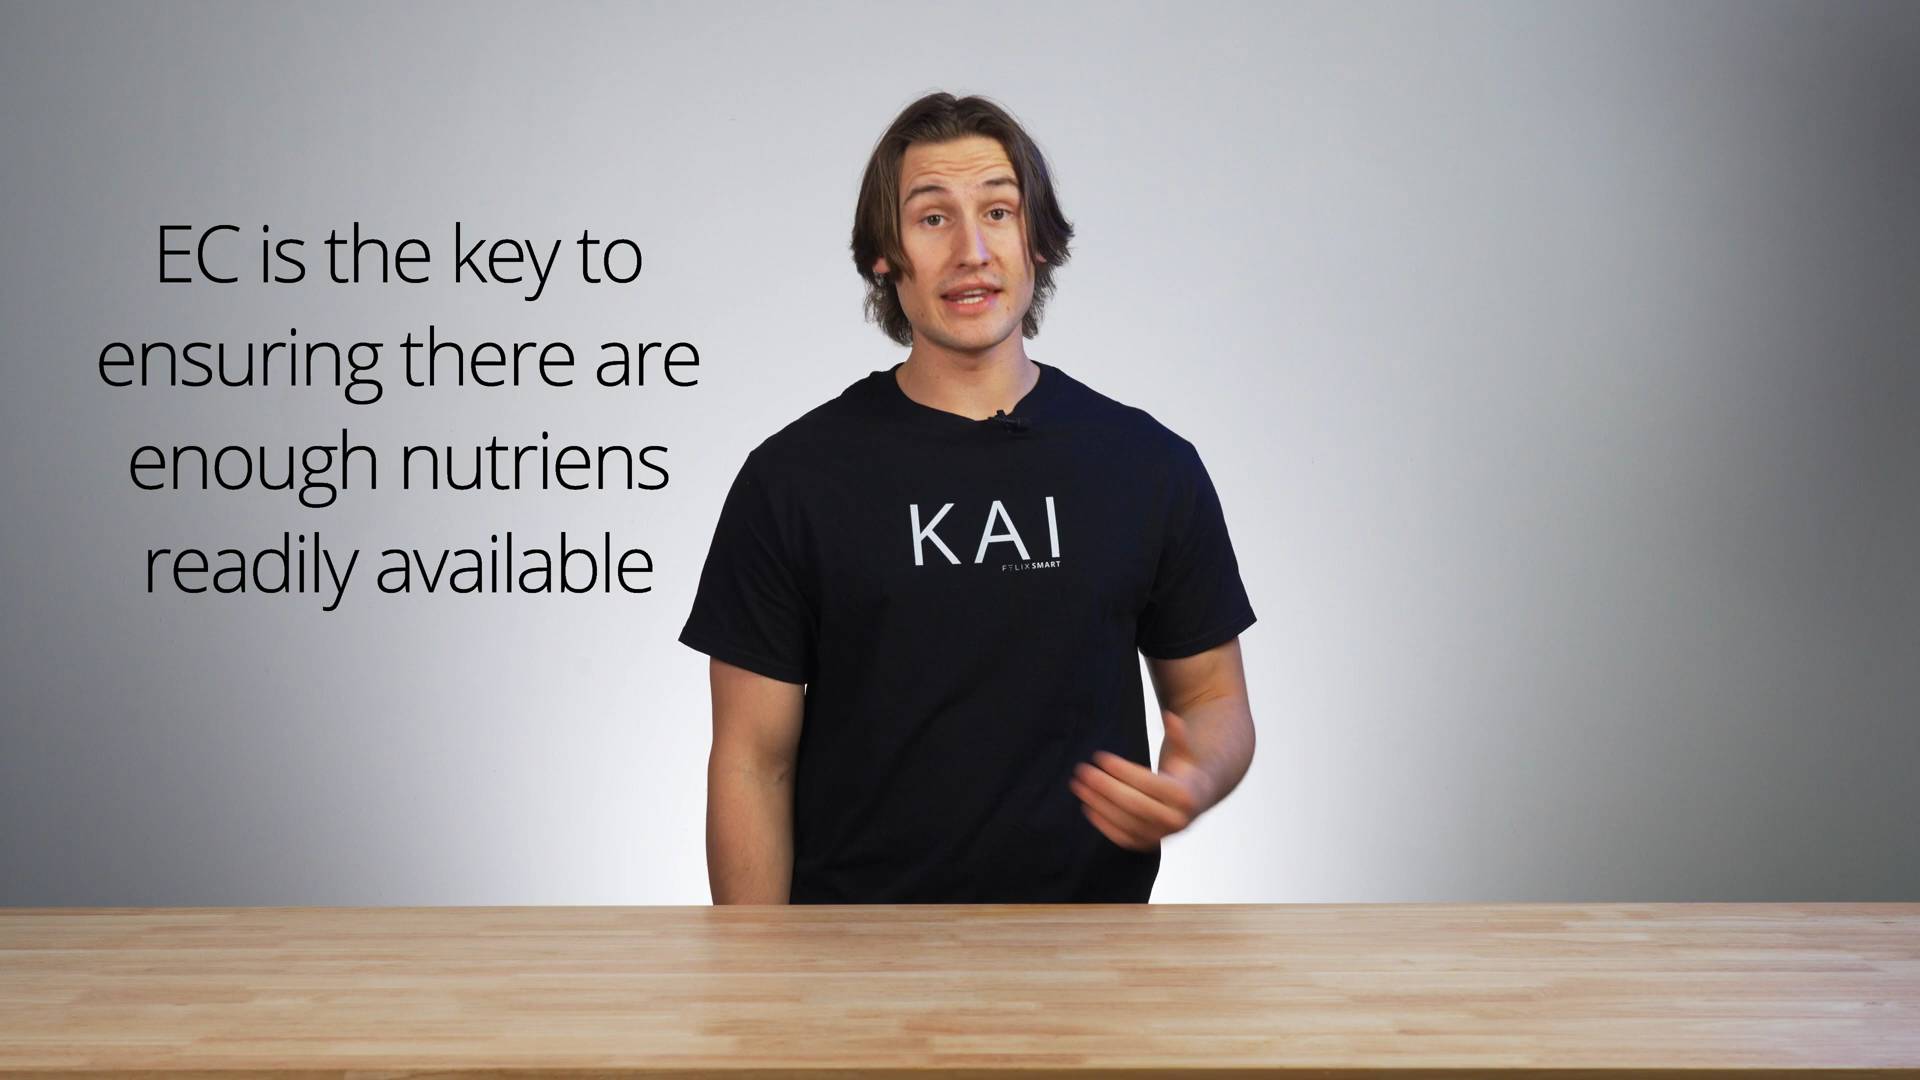 EC is the key to
ensuring there are
enough nutriens
readily available
KAI
FELIXSMART